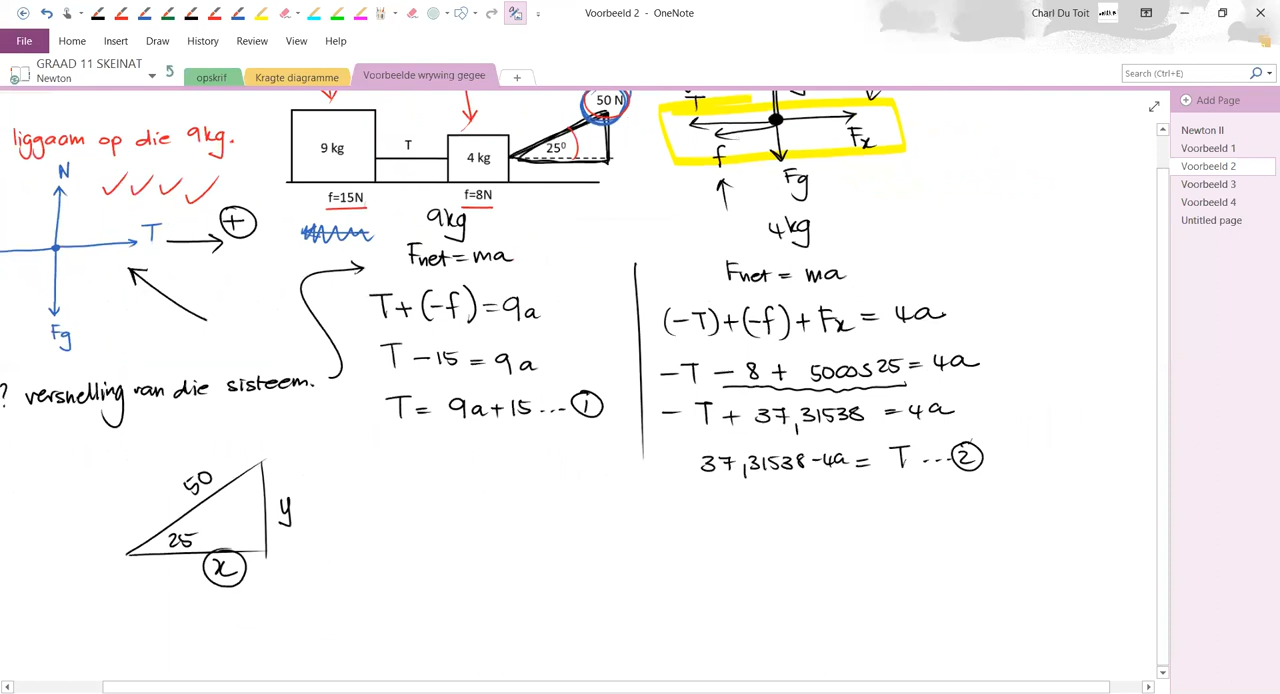 Voorbeeld 2 - OneNote
Charl Du Toit
File Home Insert Draw History Review View Help
GRAAD 11 SKEINAT
Newton
opskrif Kragte diagramme Voorbeelde wrywing gegee +
Search (Ctrl+E)
Add Page
Newton II
Voorbeeld 1
Voorbeeld 2
Voorbeeld 3
Voorbeeld 4
Untitled page
liggaam op die 9kg.
N
T
+
Fg
? versnelling van die sisteem.
50
25
y
x
50 N
9 kg
T
4 kg
25⁰
f=15N
f=8N
9kg
Fnet = ma
T + (-f) = 9a
T - 15 = 9a
T = 9a + 15 ... 1
T
f
Fx
Fg
4kg
Fnet = ma
(-T) + (-f) + Fx = 4a
-T - 8 + 50cos25 = 4a
-T + 37,31538 = 4a
37,31538 - 4a = T ... 2